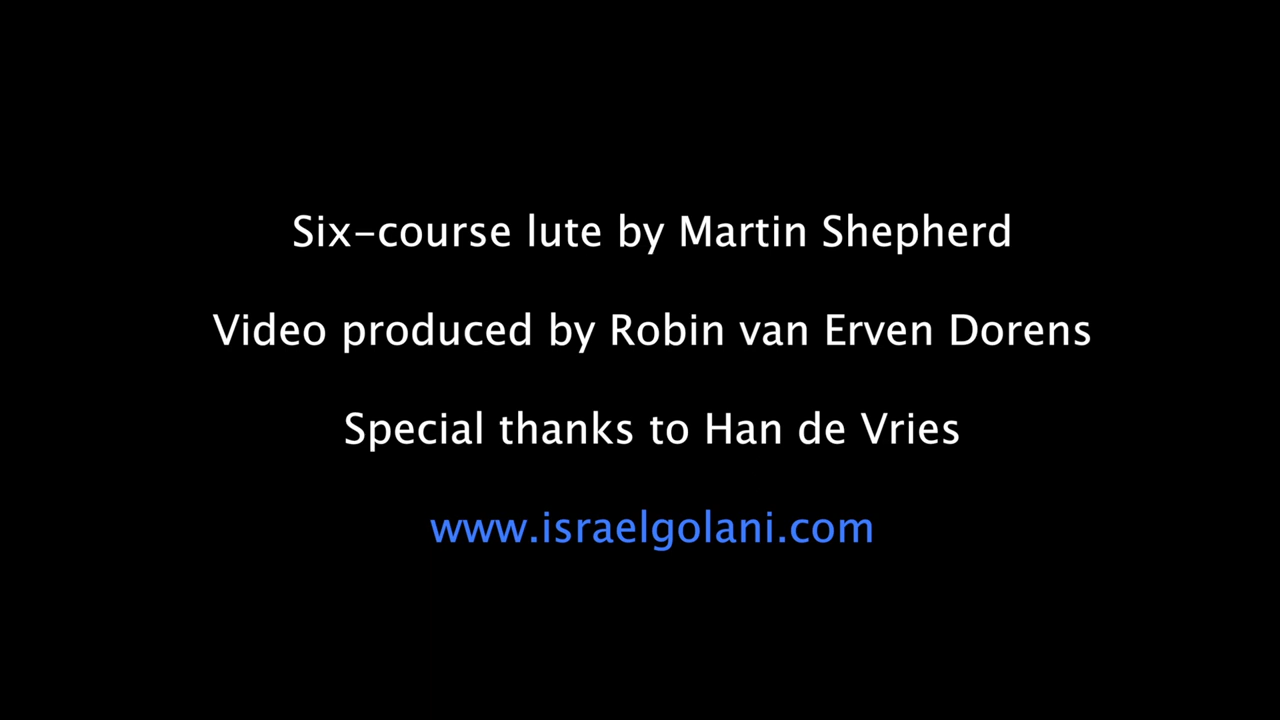 Six-course lute by Martin Shepherd
Video produced by Robin van Erven Dorens
Special thanks to Han de Vries
www.israelgolani.com